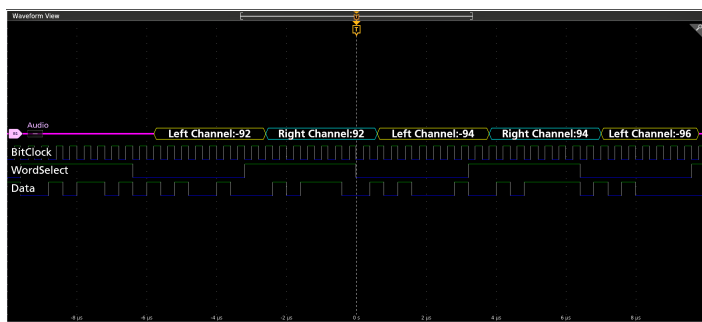 Waveform View
T
Audio
B1
Left Channel:-92 Right Channel:92 Left Channel:-94 Right Channel:94 Left Channel:-96
BitClock
WordSelect
Data
-8 µs -6 µs -4 µs -2 µs 0 s 2 µs 4 µs 6 µs 8 µs